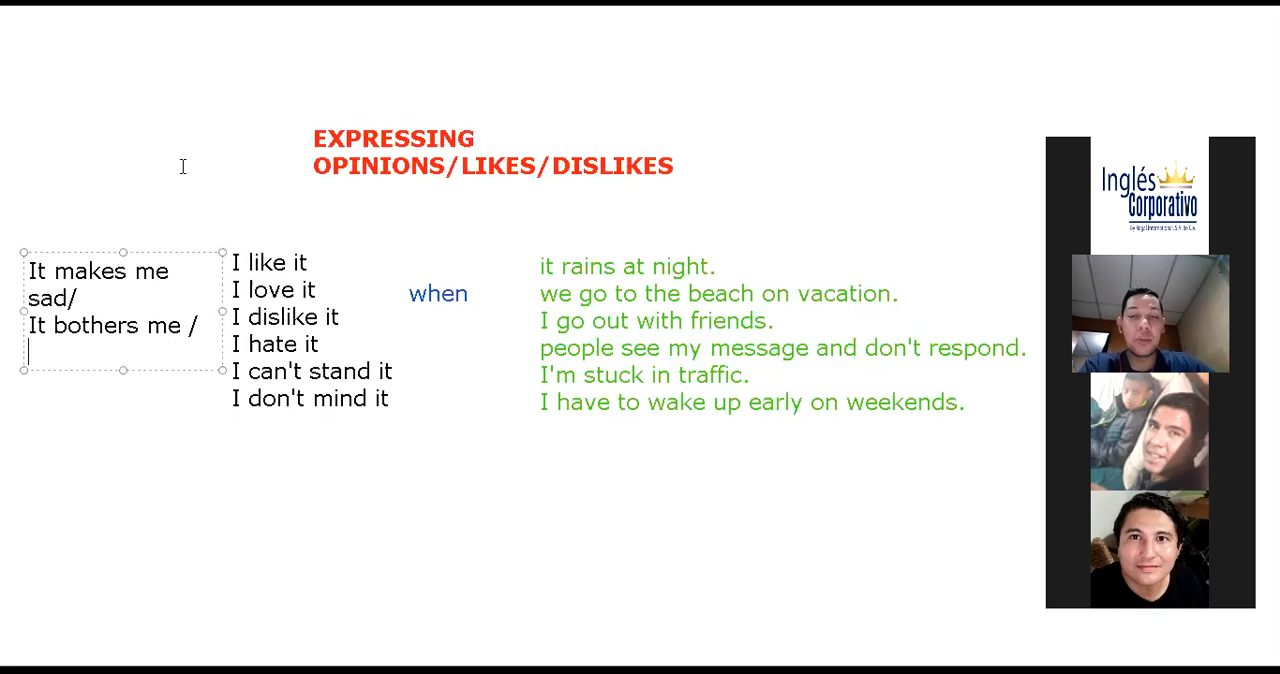 EXPRESSING
OPINIONS/LIKES/DISLIKES
It makes me
sad/
It bothers me /
I like it
I love it
I dislike it
I hate it
I can't stand it
I don't mind it
when
it rains at night.
we go to the beach on vacation.
I go out with friends.
people see my message and don't respond.
I'm stuck in traffic.
I have to wake up early on weekends.
Inglés
Corporativo